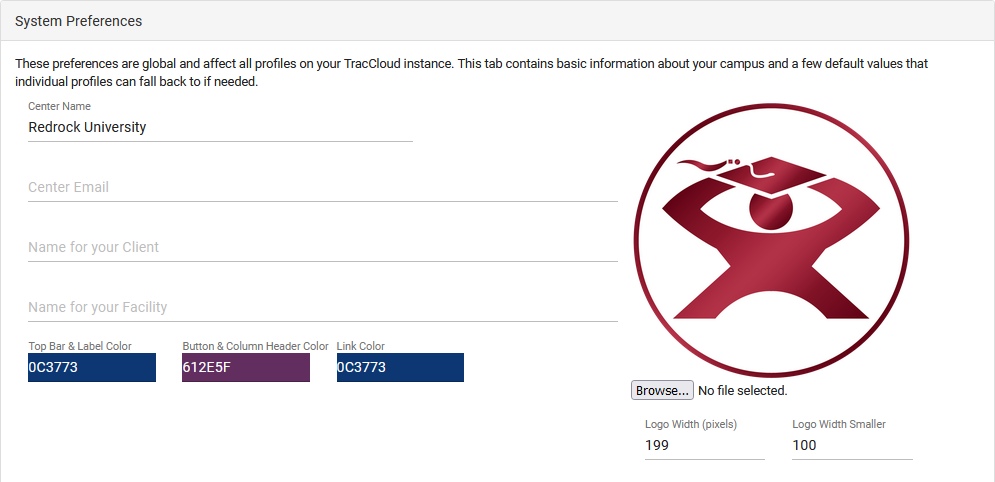 System Preferences
These preferences are global and affect all profiles on your TracCloud instance. This tab contains basic information about your campus and a few default values that
individual profiles can fall back to if needed.
Center Name
Redrock University
Center Email
Name for your Client
Name for your Facility
Top Bar & Label Color
Button & Column Header Color
Link Color
0C3773
612E5F
0C3773
Browse...
No file selected.
Logo Width (pixels)
Logo Width Smaller
199
100